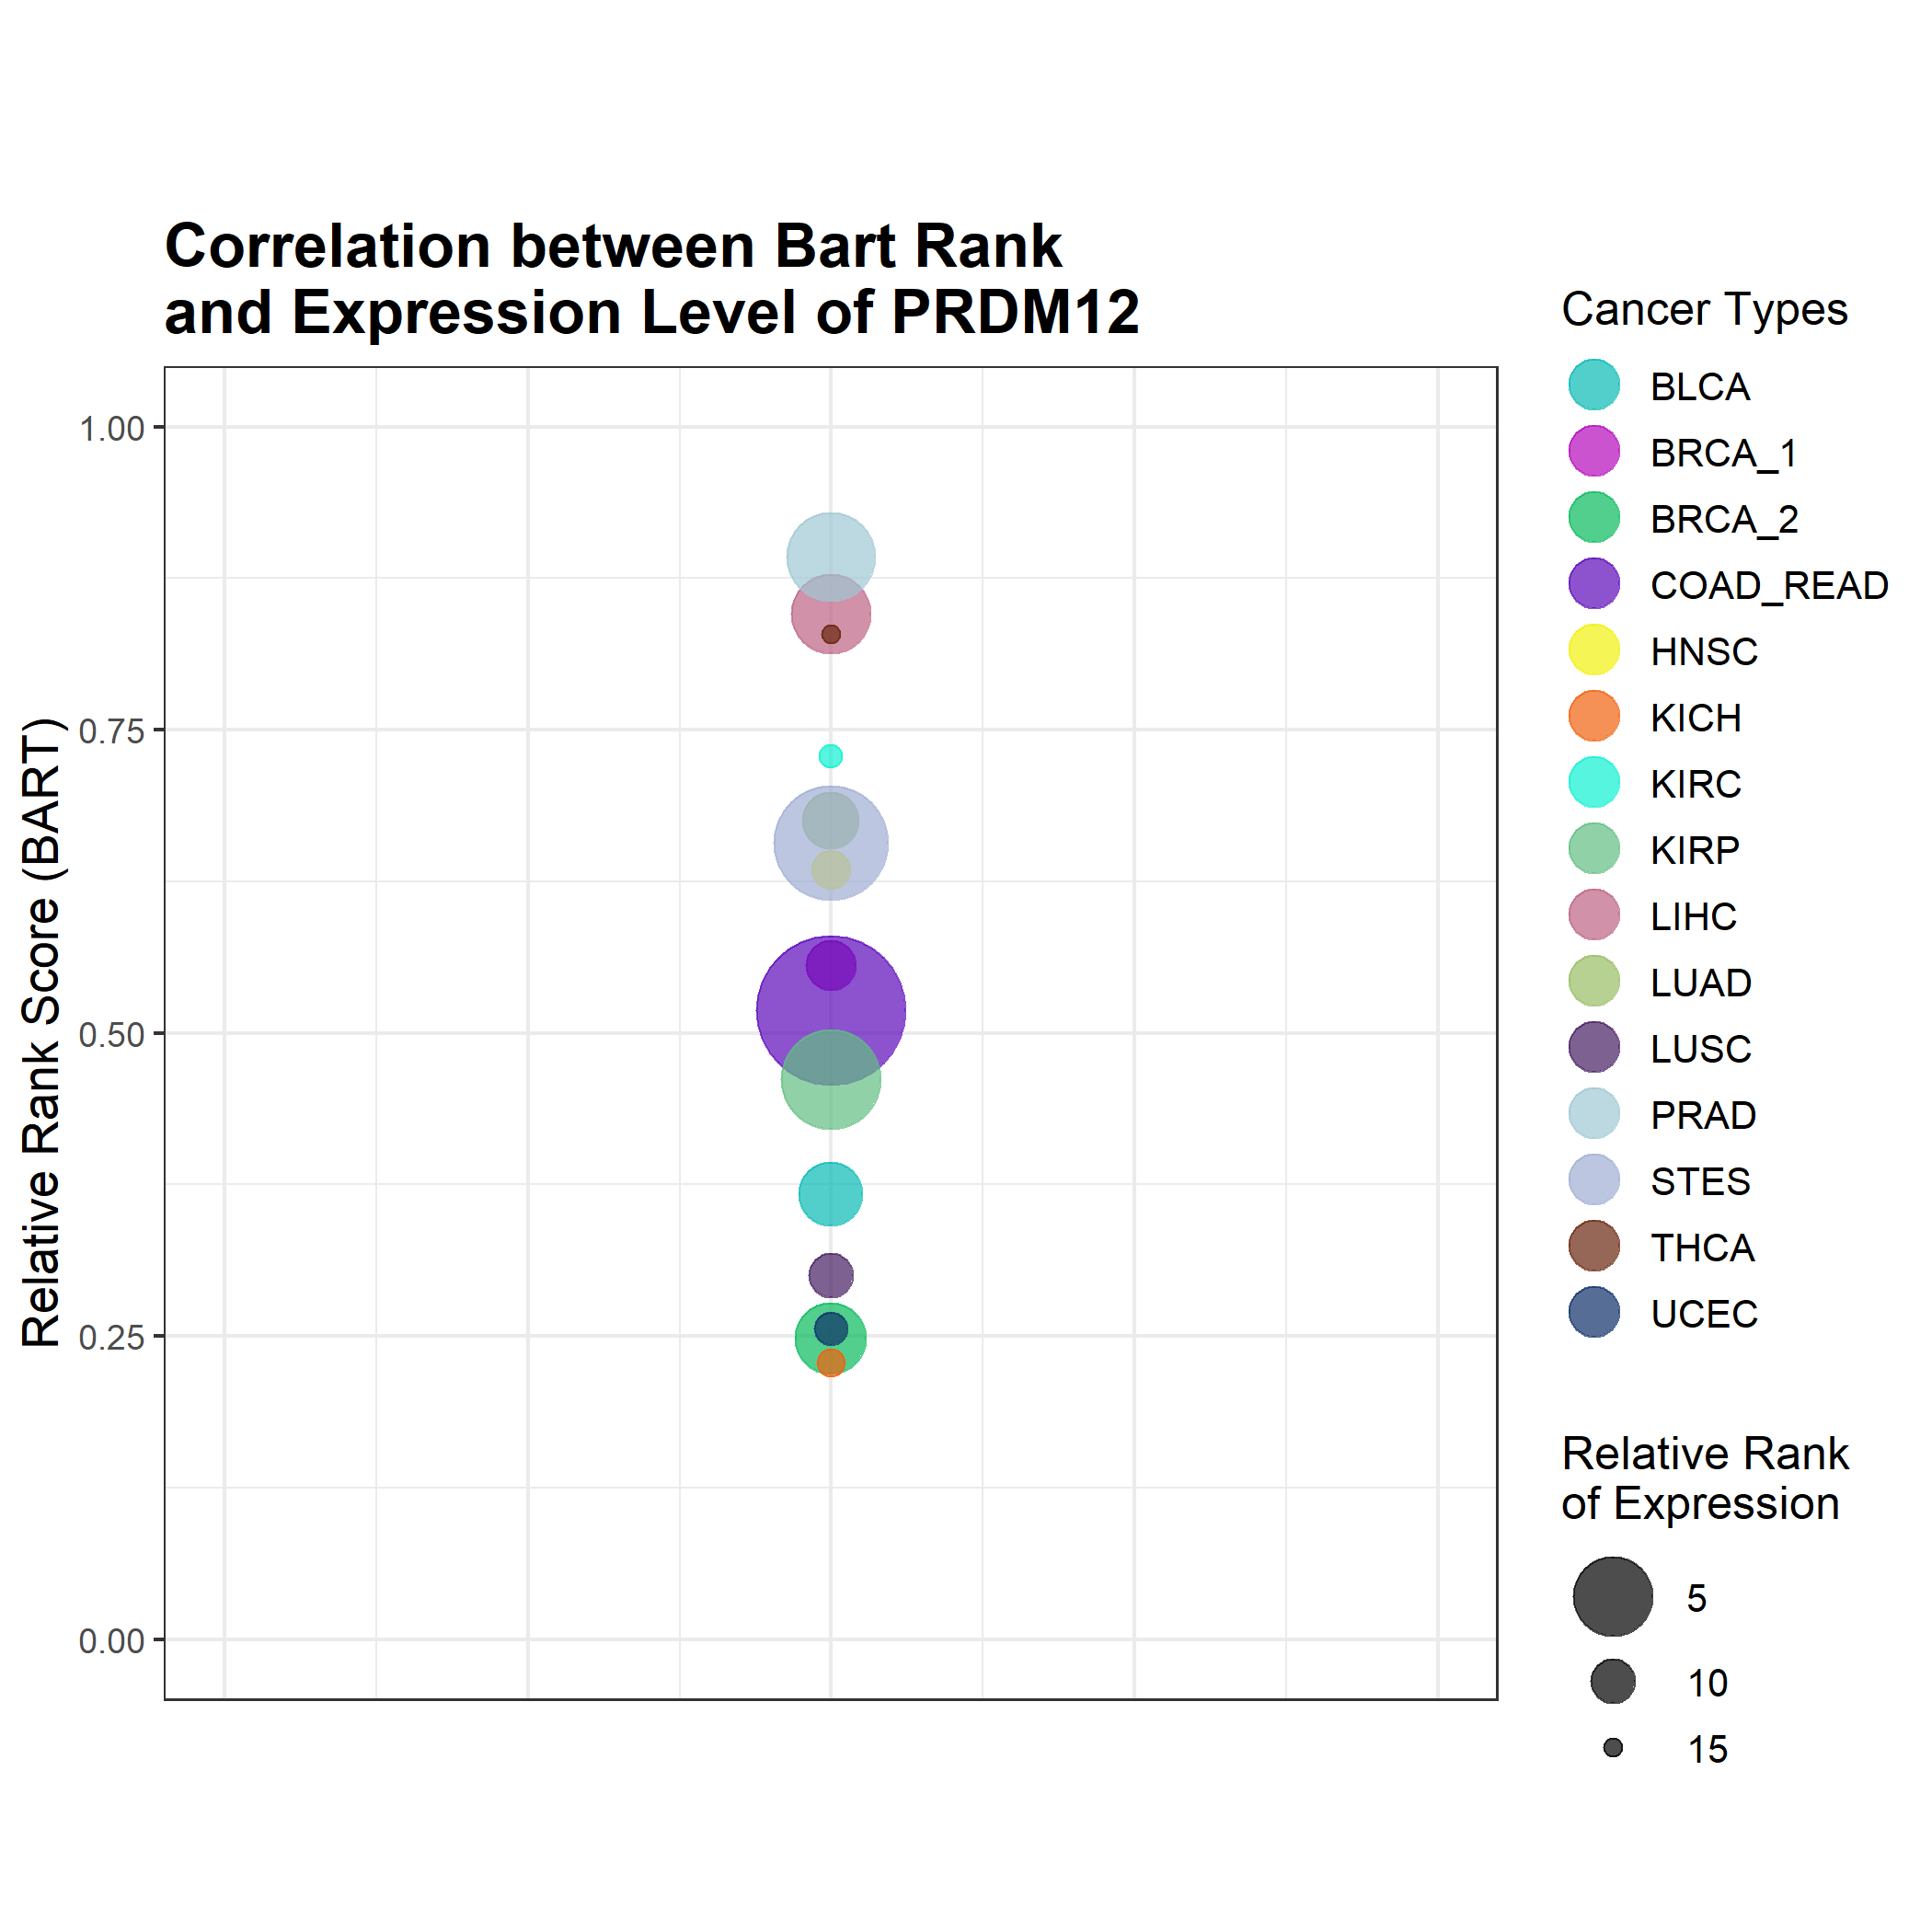 Correlation between Bart Rank
and Expression Level of PRDM12
Relative Rank Score (BART)
1.00
0.75
0.50
0.25
0.00
Cancer Types
BLCA
BRCA_1
BRCA_2
COAD_READ
HNSC
KICH
KIRC
KIRP
LIHC
LUAD
LUSC
PRAD
STES
THCA
UCEC
Relative Rank
of Expression
5
10
15